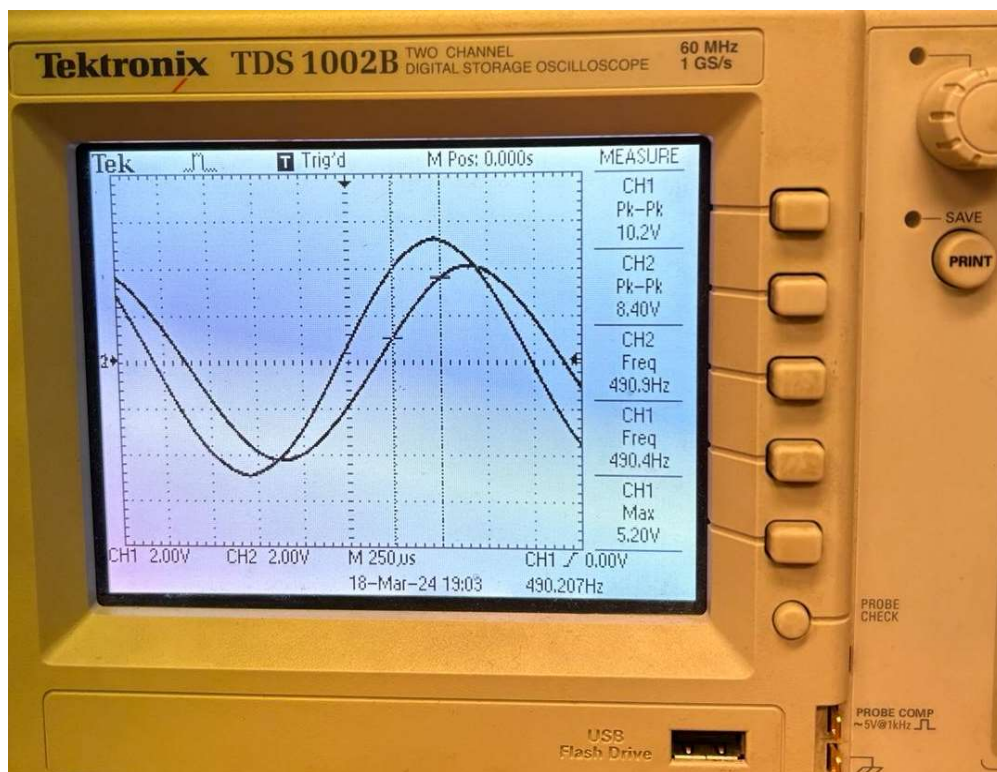 Tektronix TDS 1002B TWO CHANNEL DIGITAL STORAGE OSCILLOSCOPE
60 MHz
1 GS/s
Tek T Trig'd M Pos: 0.000s MEASURE
CH1
Pk-Pk
10.2V
CH2
Pk-Pk
8.40V
CH2
Freq
490.9Hz
CH1
Freq
490.4Hz
CH1
Max
5.20V
CH1 2.00V CH2 2.00V M 250µs CH1 0.00V
18-Mar-24 19:03 490.207Hz
SAVE
PRINT
PROBE
CHECK
PROBE COMP
~5V@1kHz
USB
Flash Drive